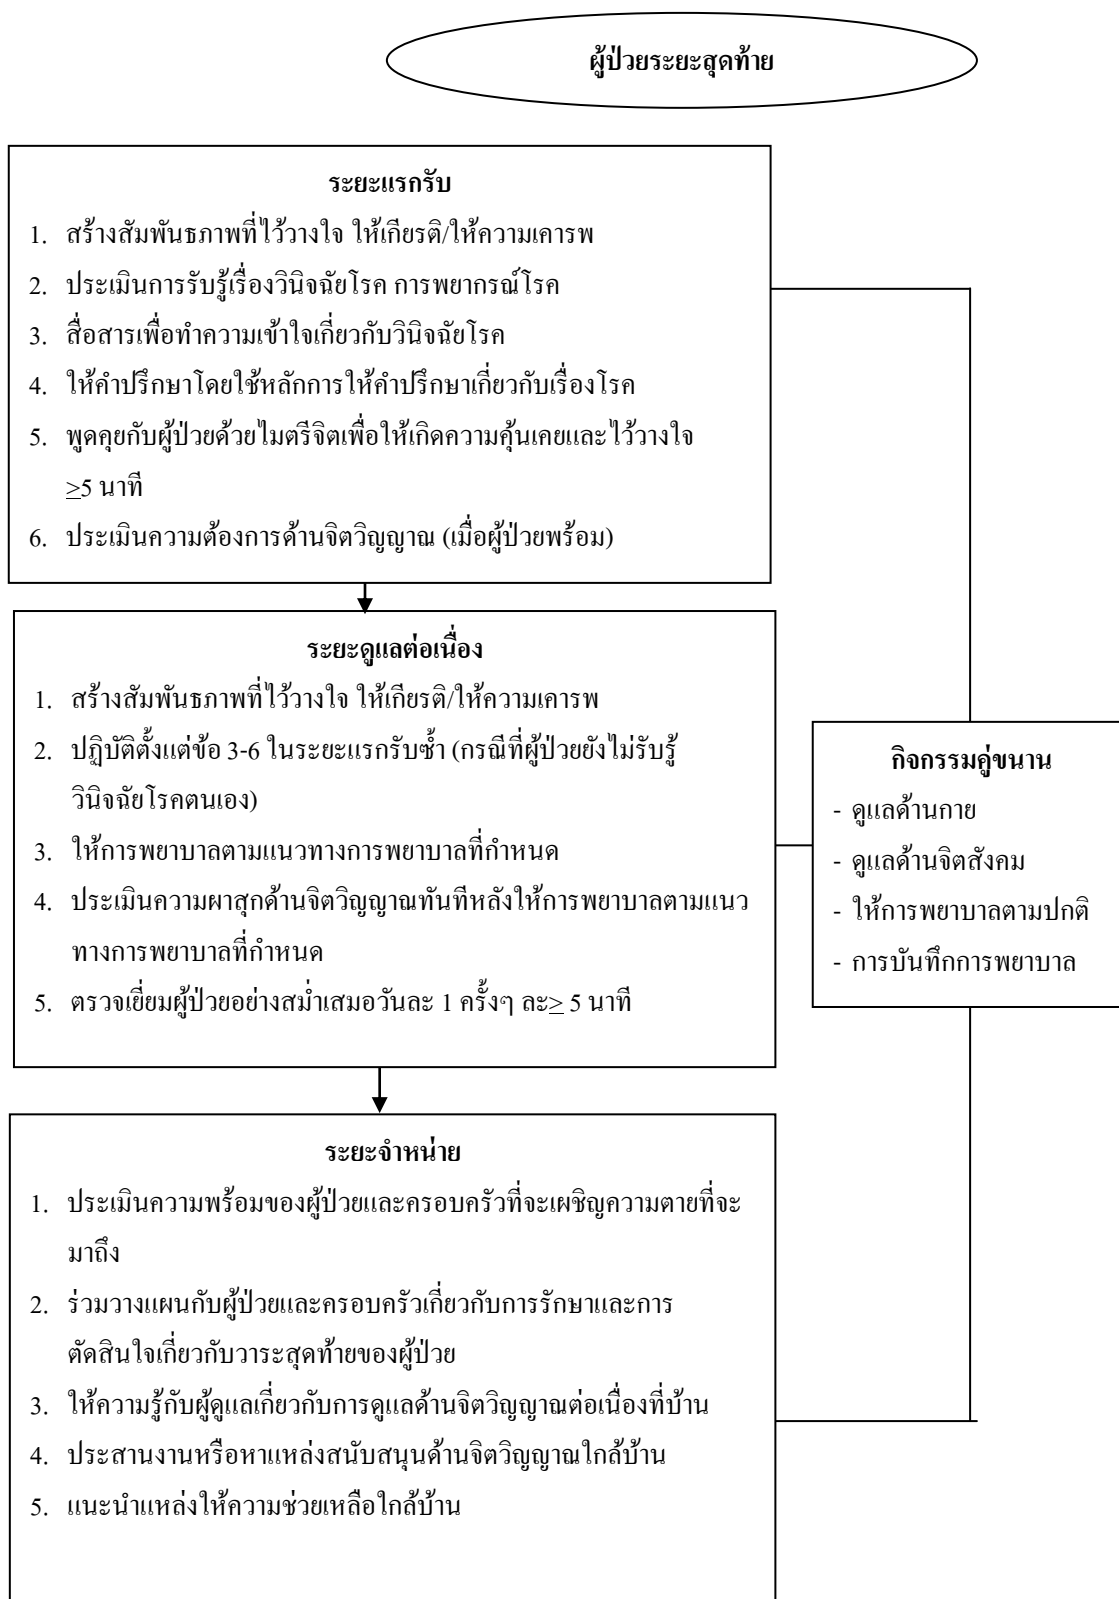 ผู้ป่วยระยะสุดท้าย
ระยะแรกรับ
1. สร้างสัมพันธภาพที่ไว้วางใจ ให้เกียรติ/ให้ความเคารพ
2. ประเมินการรับรู้เรื่องวินิจฉัยโรค การพยากรณ์โรค
3. สื่อสารเพื่อทำความเข้าใจเกี่ยวกับวินิจฉัยโรค
4. ให้คำปรึกษาโดยใช้หลักการให้คำปรึกษาเกี่ยวกับเรื่องโรค
5. พูดคุยกับผู้ป่วยด้วยไมตรีจิตเพื่อให้เกิดความคุ้นเคยและไว้วางใจ
≥5 นาที
6. ประเมินความต้องการด้านจิตวิญญาณ (เมื่อผู้ป่วยพร้อม)
ระยะดูแลต่อเนื่อง
1. สร้างสัมพันธภาพที่ไว้วางใจ ให้เกียรติ/ให้ความเคารพ
2. ปฏิบัติตั้งแต่ข้อ 3-6 ในระยะแรกรับซ้ำ (กรณีที่ผู้ป่วยยังไม่รับรู้
วินิจฉัยโรคตนเอง)
3. ให้การพยาบาลตามแนวทางการพยาบาลที่กำหนด
4. ประเมินความผาสุกด้านจิตวิญญาณทันทีหลังให้การพยาบาลตามแนว
ทางการพยาบาลที่กำหนด
5. ตรวจเยี่ยมผู้ป่วยอย่างสม่ำเสมอวันละ 1 ครั้งๆ ละ≥ 5 นาที
กิจกรรมคู่ขนาน
- ดูแลด้านกาย
- ดูแลด้านจิตสังคม
- ให้การพยาบาลตามปกติ
- การบันทึกการพยาบาล
ระยะจำหน่าย
1. ประเมินความพร้อมของผู้ป่วยและครอบครัวที่จะเผชิญความตายที่จะ
มาถึง
2. ร่วมวางแผนกับผู้ป่วยและครอบครัวเกี่ยวกับการรักษาและการ
ตัดสินใจเกี่ยวกับวาระสุดท้ายของผู้ป่วย
3. ให้ความรู้กับผู้ดูแลเกี่ยวกับการดูแลด้านจิตวิญญาณต่อเนื่องที่บ้าน
4. ประสานงานหรือหาแหล่งสนับสนุนด้านจิตวิญญาณใกล้บ้าน
5. แนะนำแหล่งให้ความช่วยเหลือใกล้บ้าน